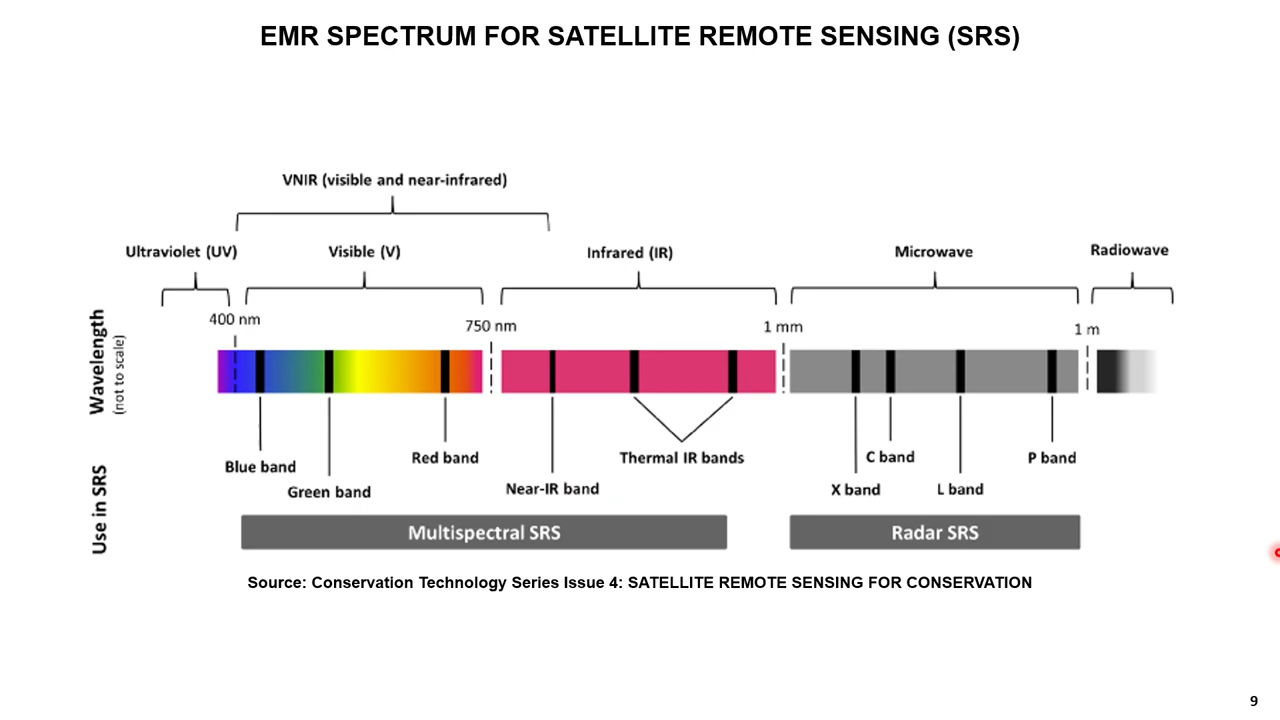 EMR SPECTRUM FOR SATELLITE REMOTE SENSING (SRS)
VNIR (visible and near-infrared)
Ultraviolet (UV)
Visible (V)
Infrared (IR)
Microwave
Radiowave
Wavelength
(not to scale)
400 nm
750 nm
1 mm
1 m
Use in SRS
Blue band
Green band
Red band
Near-IR band
Thermal IR bands
X band
C band
L band
P band
Multispectral SRS
Radar SRS
Source: Conservation Technology Series Issue 4: SATELLITE REMOTE SENSING FOR CONSERVATION
9